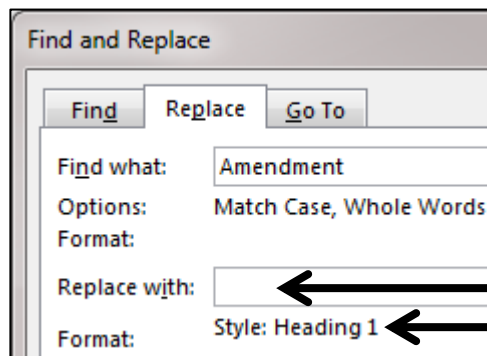 Find and Replace
Find Replace Go To
Find what: Amendment
Options: Match Case, Whole Words
Format:
Replace with:
Format: Style: Heading 1